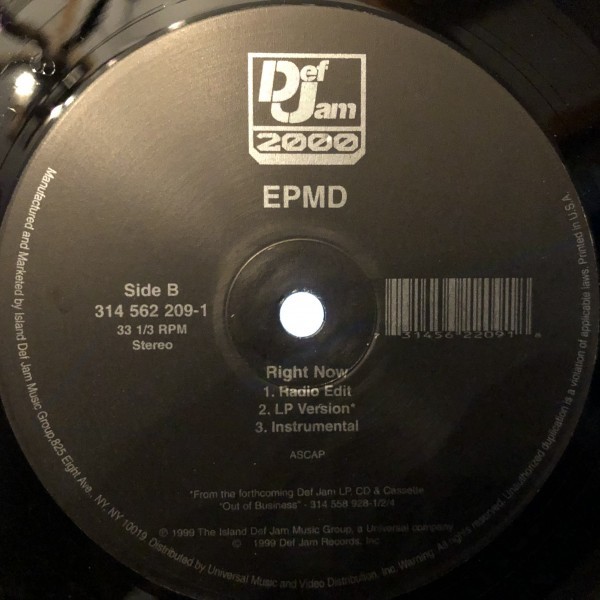 Def
Jam
2000
EPMD
Side B
314 562 209-1
33 1/3 RPM
Stereo
7 31456-22091 8
Right Now
1. Radio Edit
2. LP Version*
3. Instrumental
ASCAP
*From the forthcoming Def Jam LP, CD & Cassette
"Out of Business" - 314 558 928-1/2/4
© 1999 The Island Def Jam Music Group, a Universal company
© 1999 Def Jam Records, Inc
Manufactured and Marketed by Island Def Jam Music Group, 825 Eight Ave., NY, NY 10019. Distributed by Universal Music and Video Distribution, Inc. Warning. All rights reserved. Unauthorized duplication is a violation of applicable laws. Printed in U.S.A.